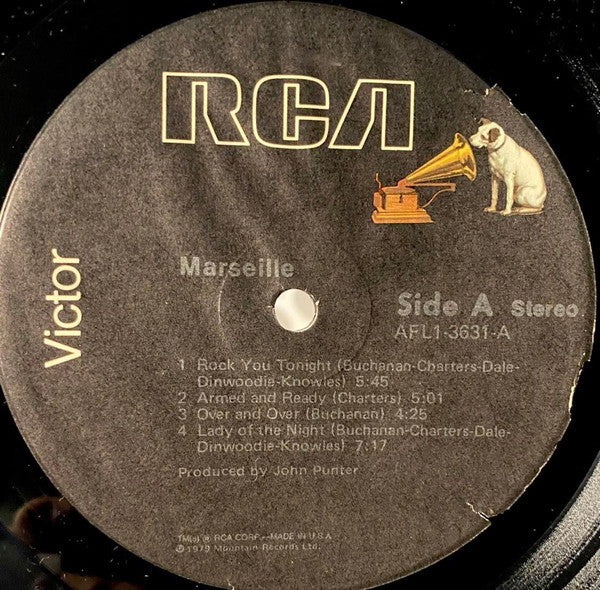 RCA
Victor
Marseille
Side A Stereo
AFL1-3631-A
1 Rock You Tonight (Buchanan-Charters-Dale-
Dinwoodie-Knowles) 5:45
2 Armed and Ready (Charters) 5:01
3 Over and Over (Buchanan) 4:25
4 Lady of the Night (Buchanan-Charters-Dale-
Dinwoodie-Knowles) 7:17
Produced by John Punter
TM(s) ® RCA CORP.—MADE IN U.S.A
℗ 1979 Mountain Records Ltd.